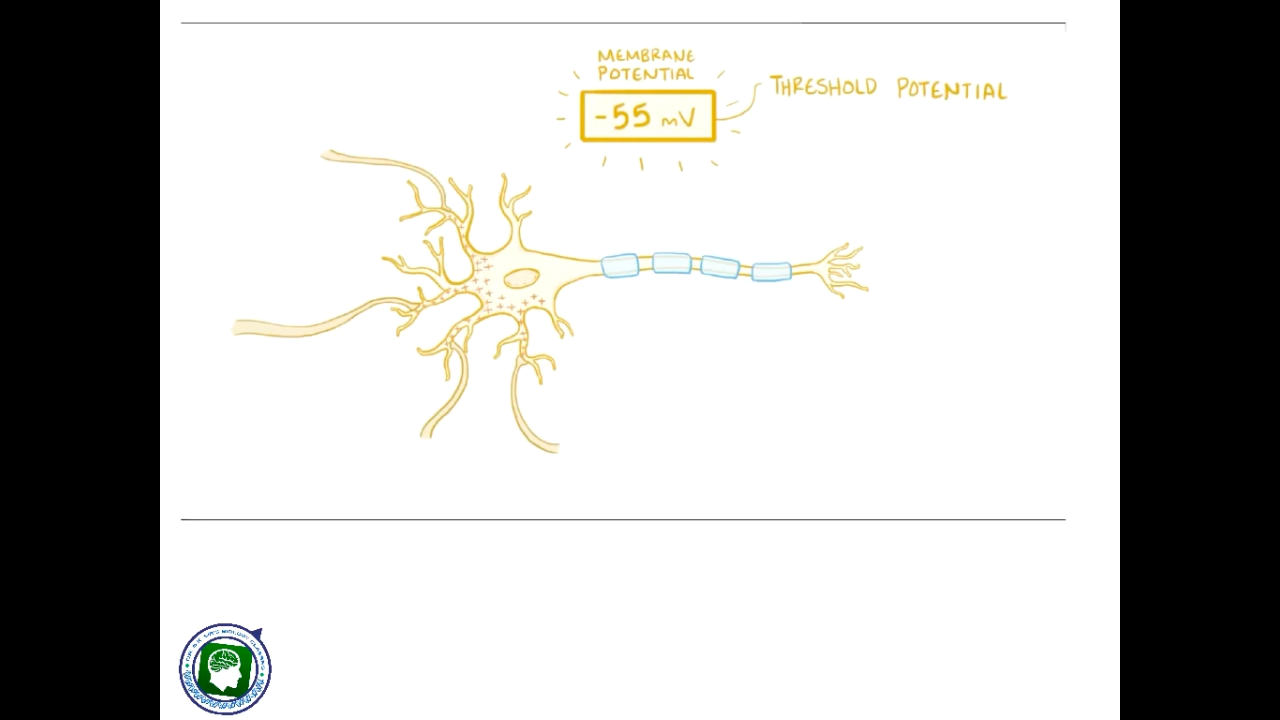 MEMBRANE
POTENTIAL
-55 mV
THRESHOLD POTENTIAL